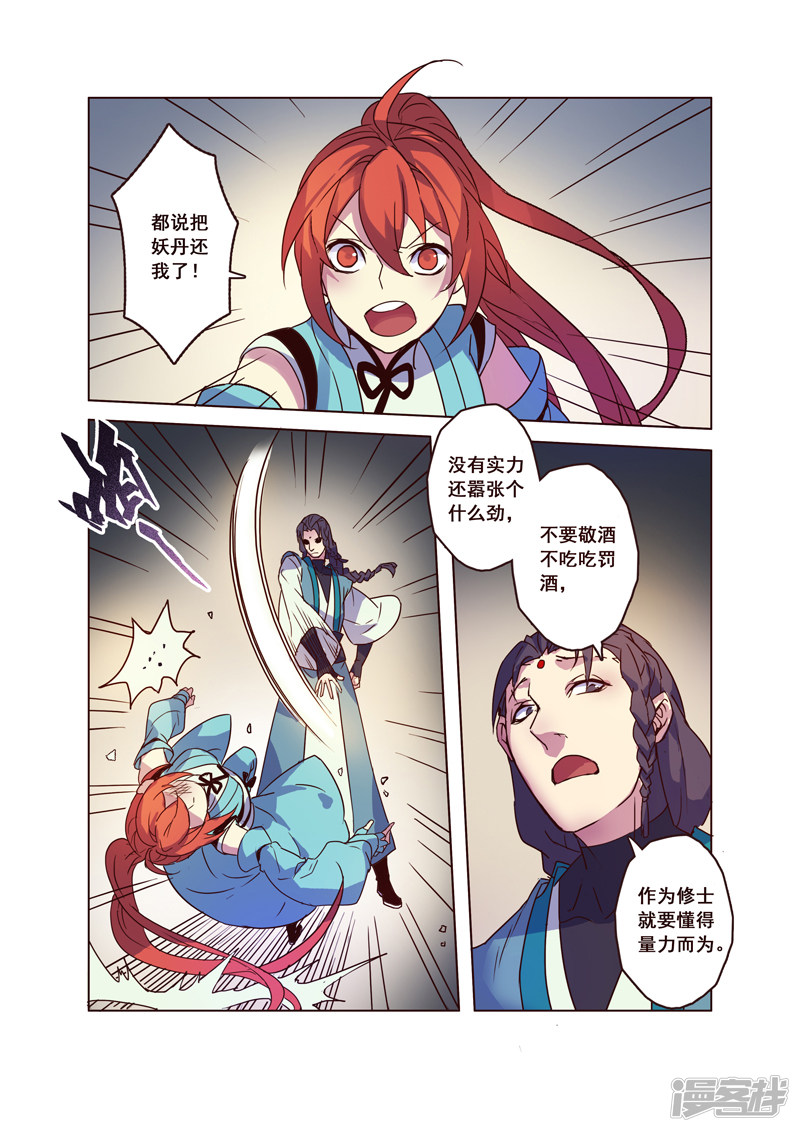 都说把
妖丹还
我了！
没有实力
还嚣张个
什么劲，
不要敬酒
不吃吃罚
酒，
...
作为修士
就要懂得
量力而为。
漫客栈